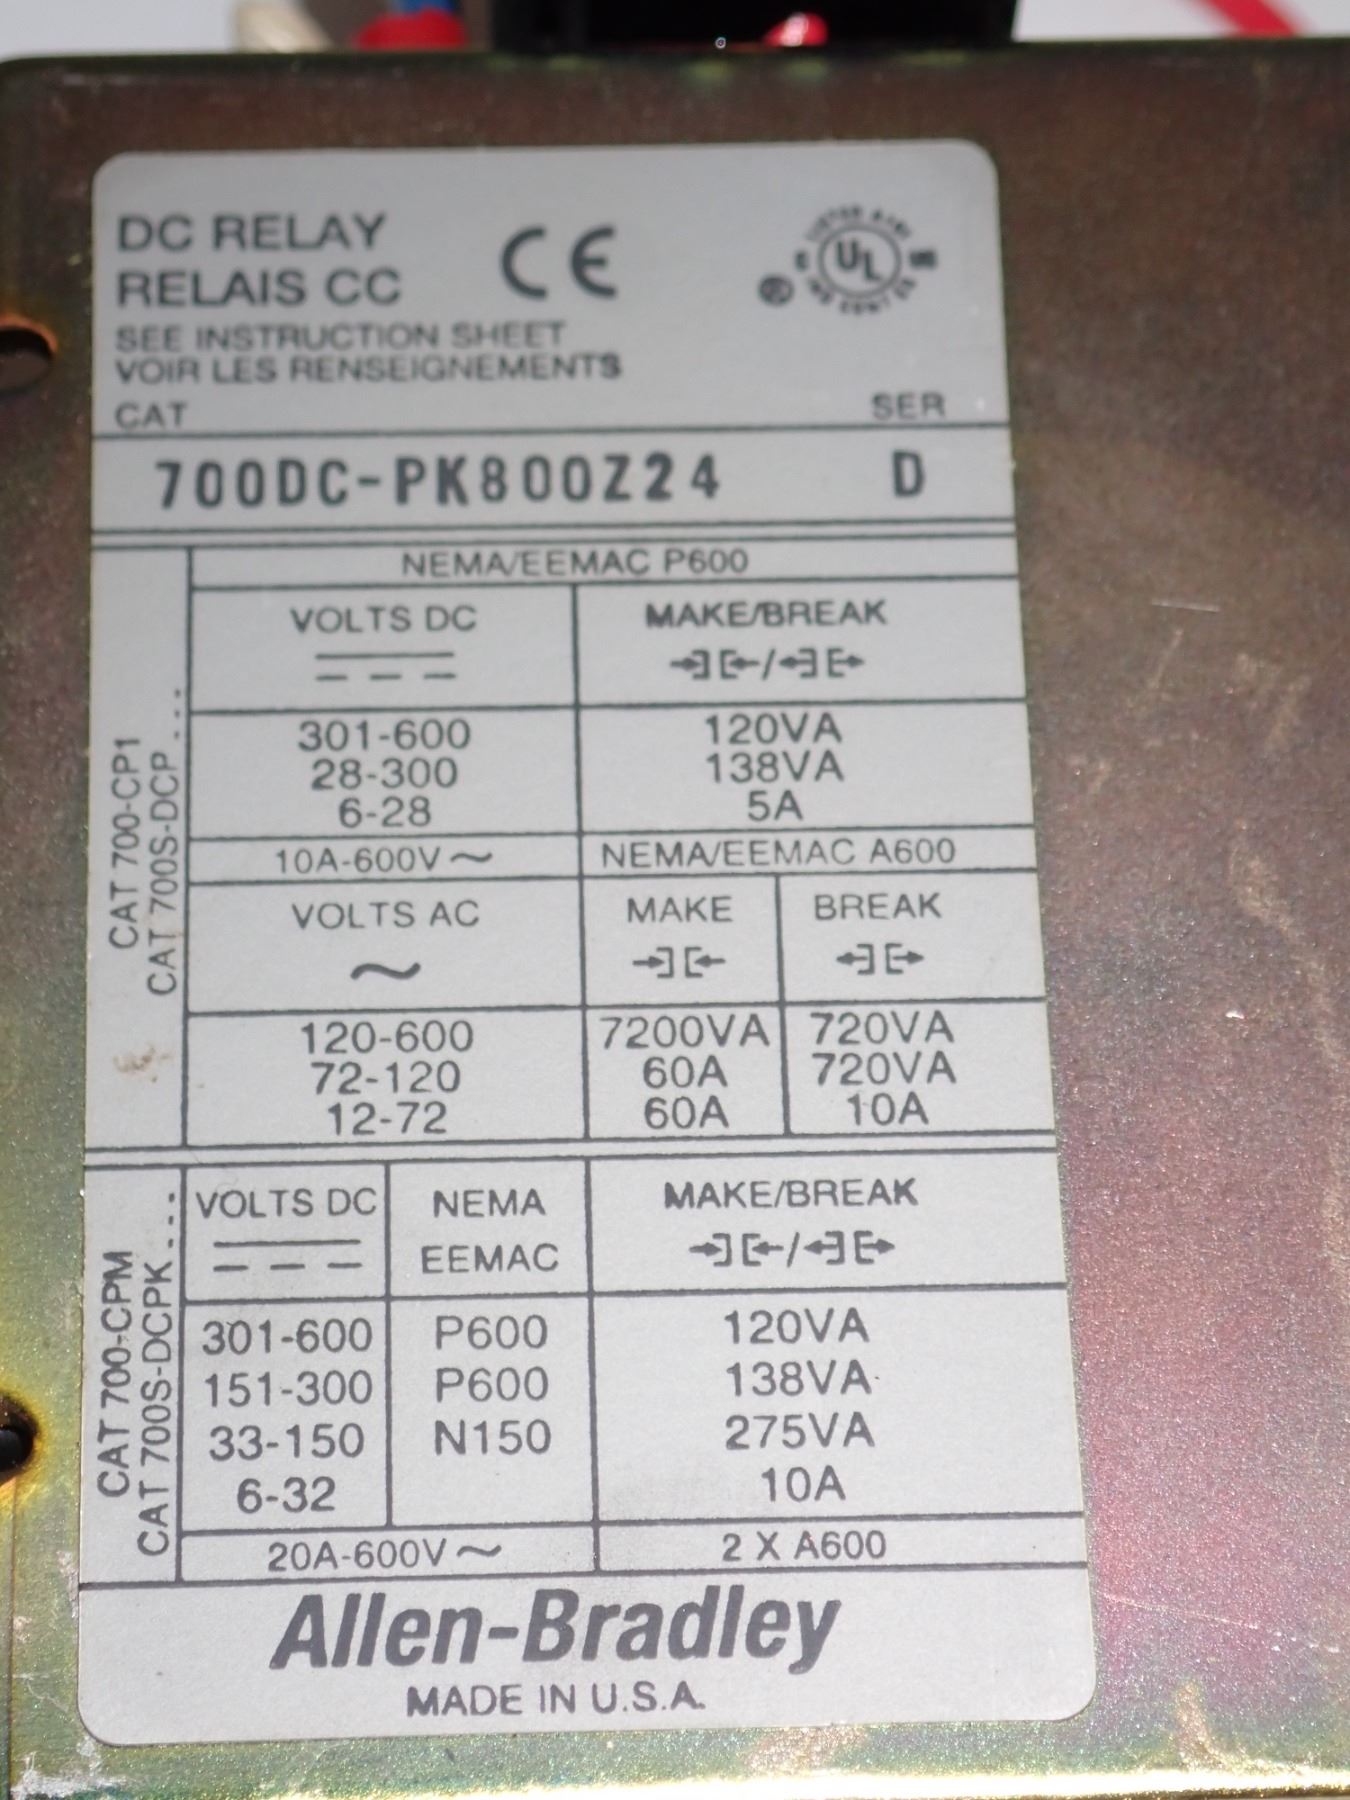 DC RELAY
RELAIS CC
CE
UL
SEE INSTRUCTION SHEET
VOIR LES RENSEIGNEMENTS
CAT SER
700DC-PK800Z24 D
CAT 700-CP1
CAT 700S-DCP...
NEMA/EEMAC P600
VOLTS DC MAKE/BREAK
301-600 120VA
28-300 138VA
6-28 5A
10A-600V~ NEMA/EEMAC A600
VOLTS AC MAKE BREAK
~
120-600 7200VA 720VA
72-120 60A 720VA
12-72 60A 10A
CAT 700-CPM
CAT 700S-DCPK...
VOLTS DC NEMA MAKE/BREAK
EEMAC
301-600 P600 120VA
151-300 P600 138VA
33-150 N150 275VA
6-32 10A
20A-600V~ 2 X A600
Allen-Bradley
MADE IN U.S.A.